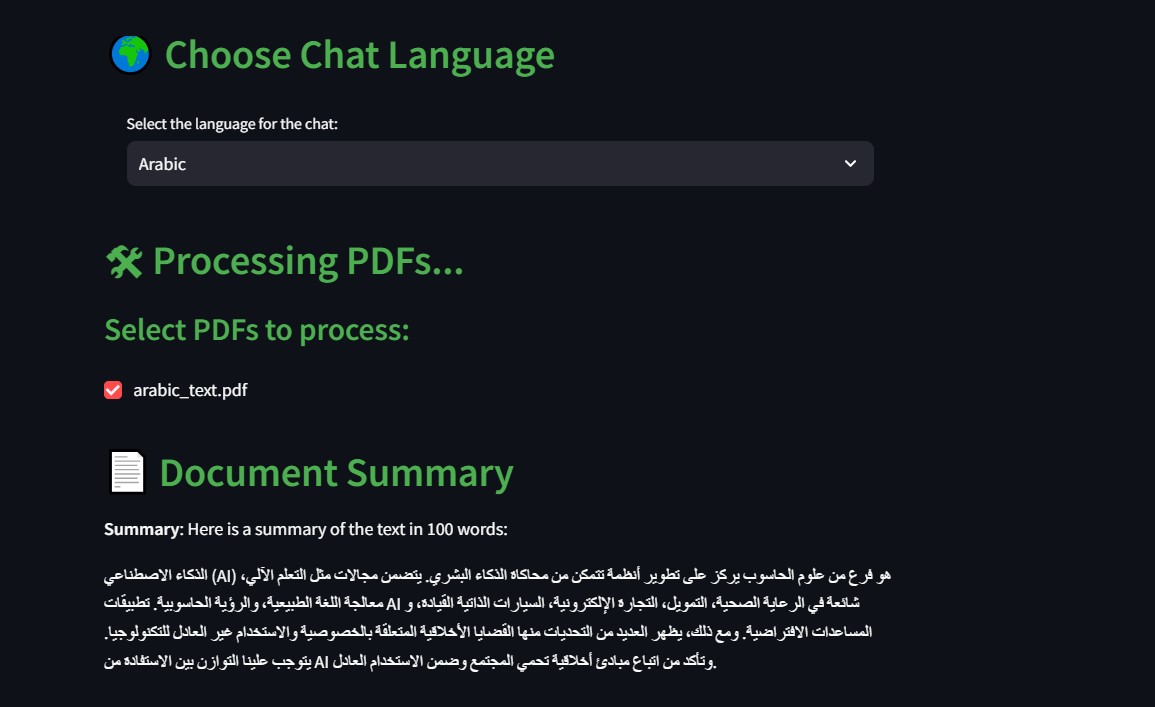 🌍 Choose Chat Language
Select the language for the chat:
Arabic
🛠 Processing PDFs...
Select PDFs to process:
arabic_text.pdf
📄 Document Summary
Summary: Here is a summary of the text in 100 words:
الذكاء الاصطناعي (AI) هو فرع من علوم الحاسوب يركز على تطوير أنظمة تتمكن من محاكاة الذكاء البشري. يتضمن مجالات مثل التعلم الآلي،
معالجة اللغة الطبيعية، والرؤية الحاسوبية. تطبيقات AI شائعة في الرعاية الصحية، التمويل، التجارة الإلكترونية، السيارات الذاتية القيادة، و
المساعدات الافتراضية. ومع ذلك، يظهر العديد من التحديات منها القضايا الأخلاقية المتعلقة بالخصوصية والاستخدام غير العادل للتكنولوجيا.
يتوجب علينا التوازن بين الاستفادة من AI وتأكد من اتباع مبادئ أخلاقية تحمي المجتمع وضمن الاستخدام العادل.